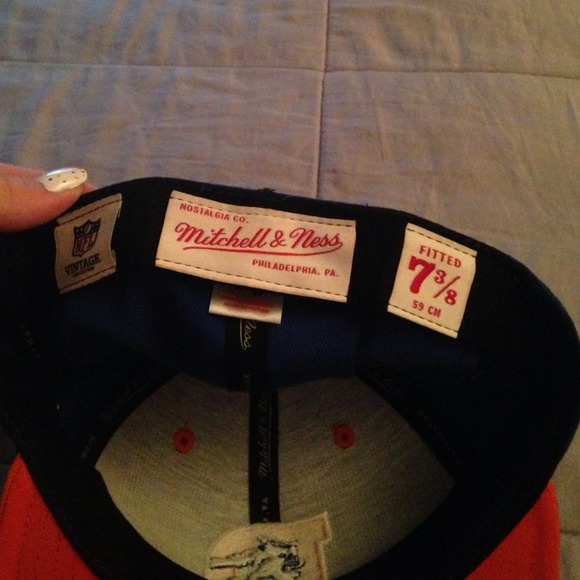 NFL
VINTAGE
NOSTALGIA CO.
Mitchell & Ness
PHILADELPHIA, PA.
FITTED
7 3/8
59 CM